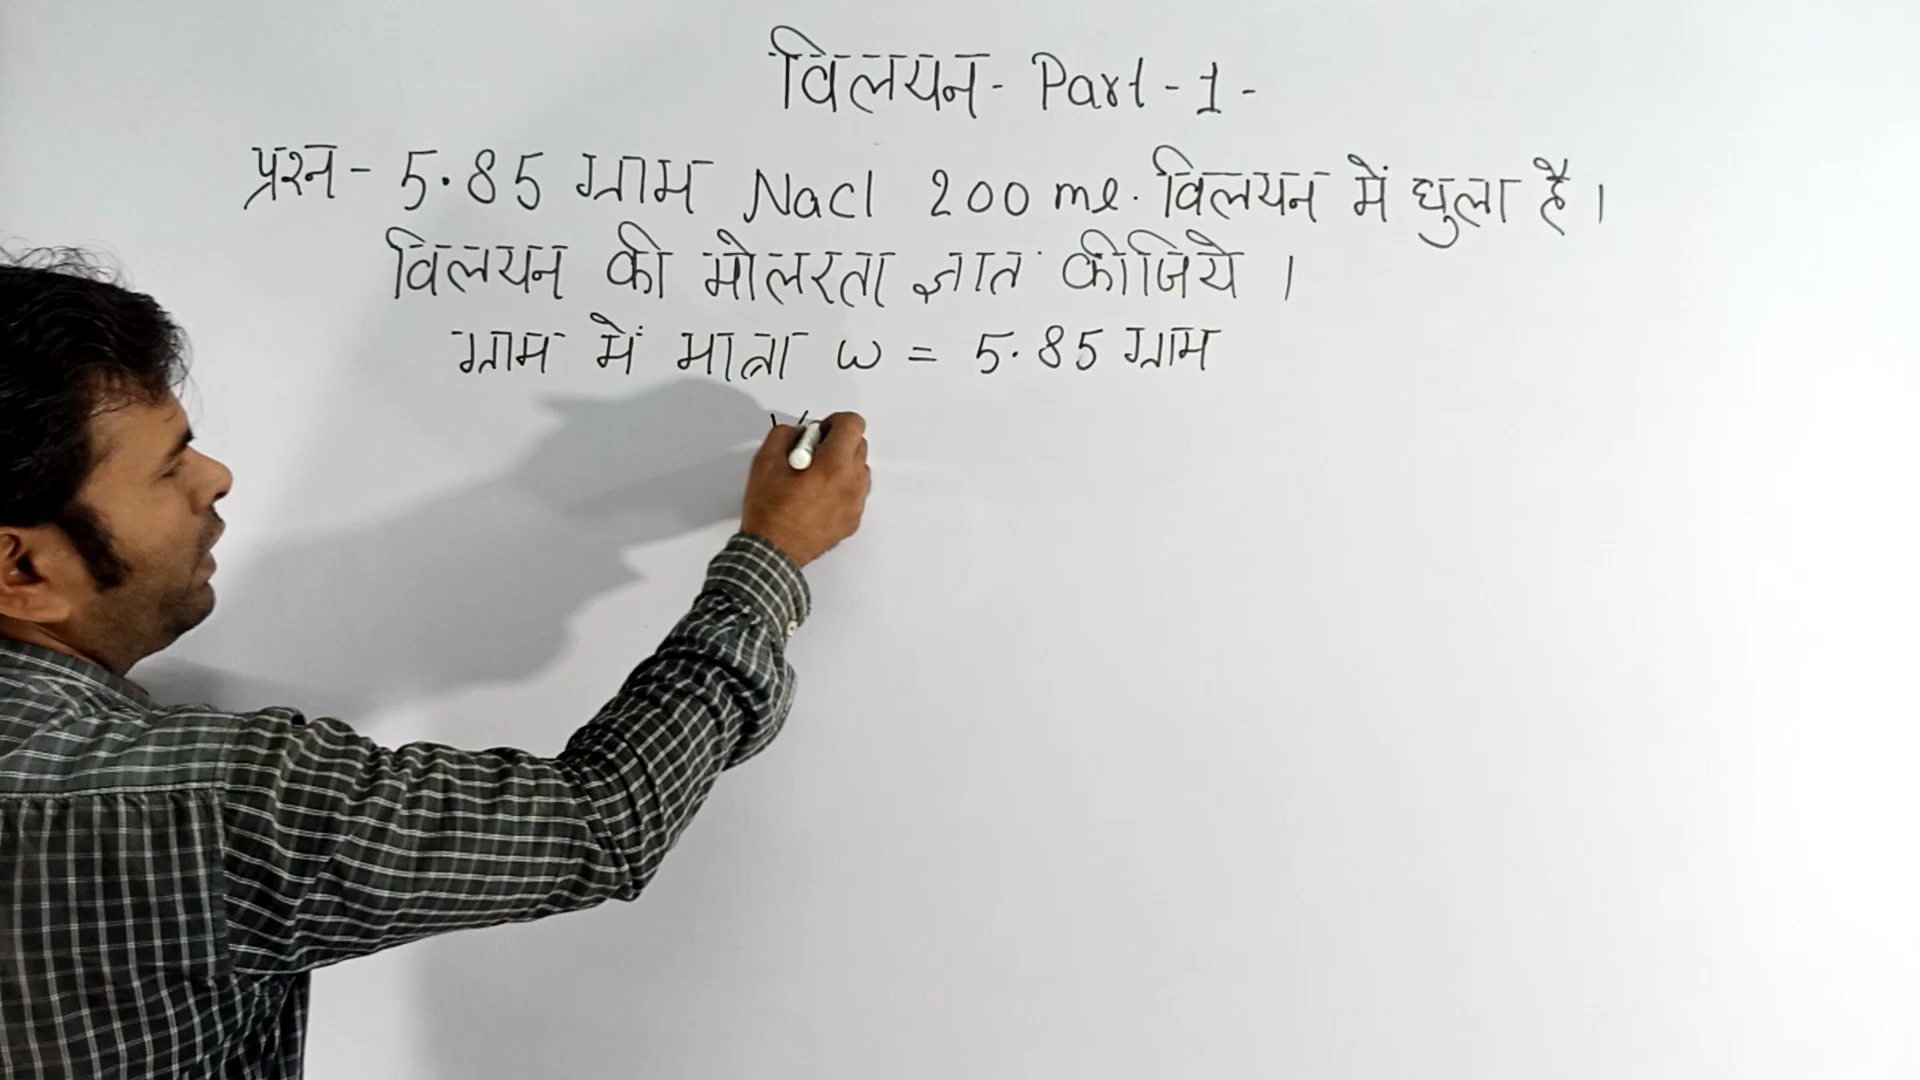 विलयन - Part - 1 -
प्रश्न - 5.85 ग्राम NaCl 200 ml. विलयन में घुला है।
विलयन की मोलरता ज्ञात कीजिये।
ग्राम में मात्रा w = 5.85 ग्राम